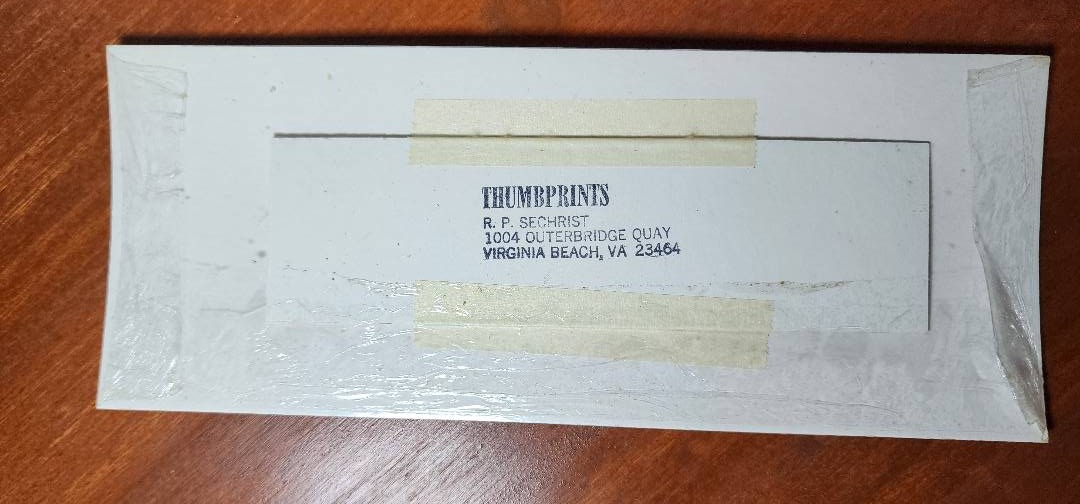 THUMBPRINTS
R. P. SECHRIST
1004 OUTERBRIDGE QUAY
VIRGINIA BEACH, VA 23464